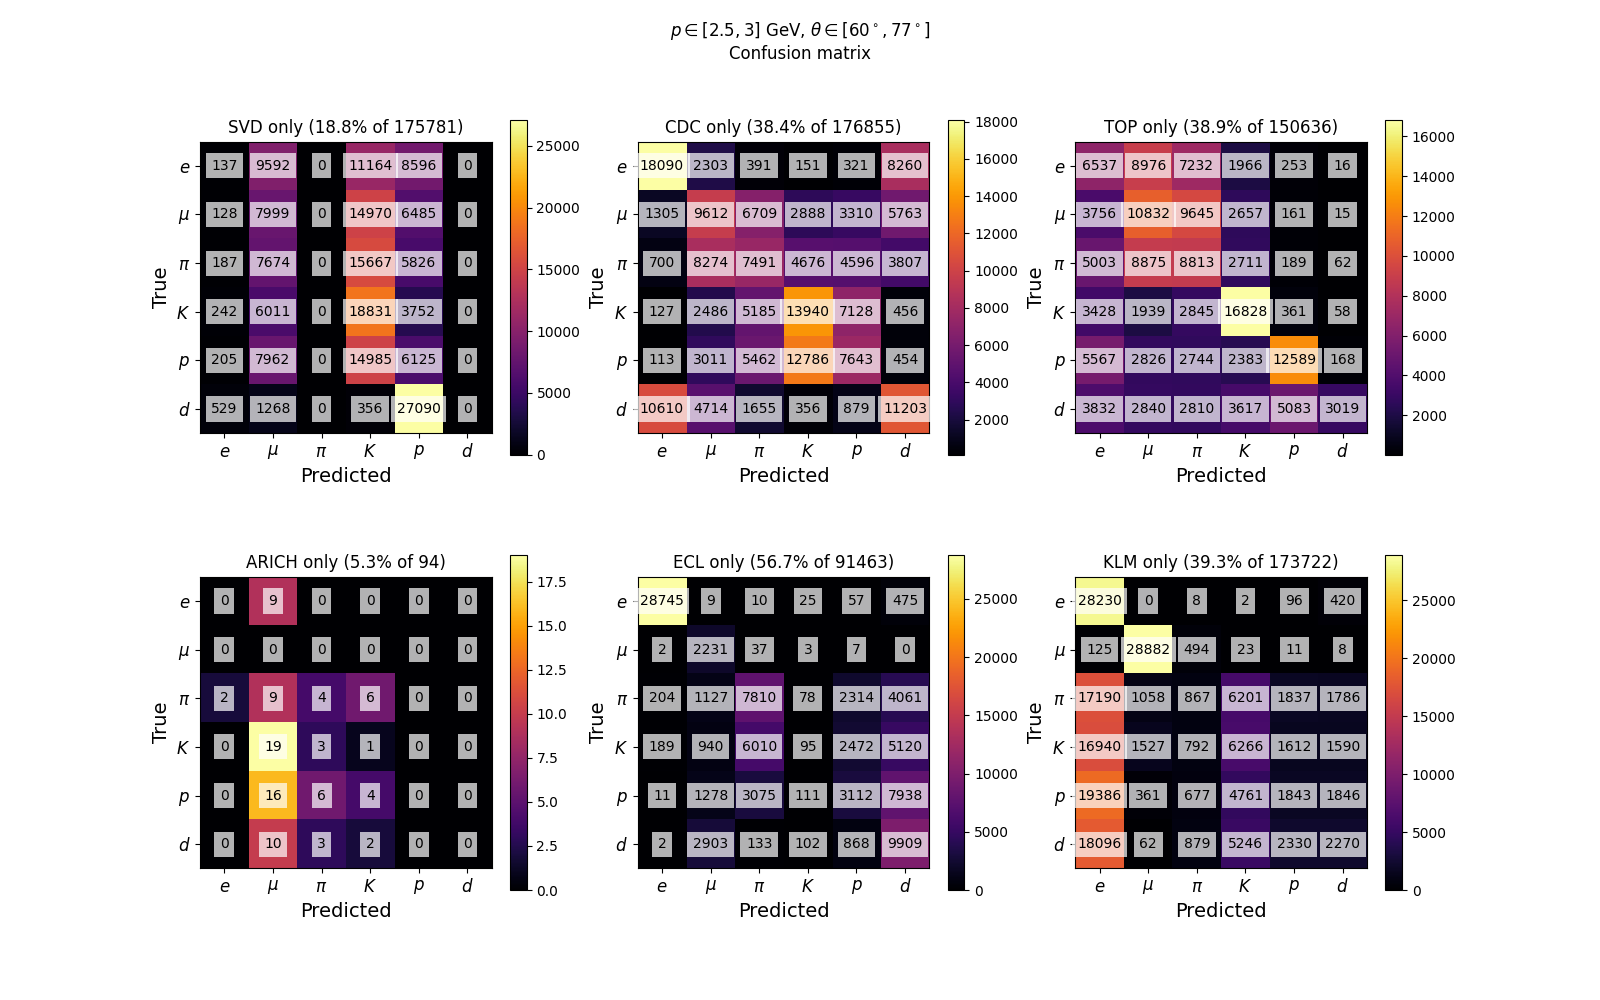 p ∈ [2.5, 3] GeV, θ ∈ [60°, 77°]
Confusion matrix
SVD only (18.8% of 175781)
e 137 9592 0 11164 8596 0
μ 128 7999 0 14970 6485 0
π 187 7674 0 15667 5826 0
K 242 6011 0 18831 3752 0
p 205 7962 0 14985 6125 0
d 529 1268 0 356 27090 0
e μ π K p d
Predicted
True
25000
20000
15000
10000
5000
0
CDC only (38.4% of 176855)
e 18090 2303 391 151 321 8260
μ 1305 9612 6709 2888 3310 5763
π 700 8274 7491 4676 4596 3807
K 127 2486 5185 13940 7128 456
p 113 3011 5462 12786 7643 454
d 10610 4714 1655 356 879 11203
e μ π K p d
Predicted
True
18000
16000
14000
12000
10000
8000
6000
4000
2000
TOP only (38.9% of 150636)
e 6537 8976 7232 1966 253 16
μ 3756 10832 9645 2657 161 15
π 5003 8875 8813 2711 189 62
K 3428 1939 2845 16828 361 58
p 5567 2826 2744 2383 12589 168
d 3832 2840 2810 3617 5083 3019
e μ π K p d
Predicted
True
16000
14000
12000
10000
8000
6000
4000
2000
ARICH only (5.3% of 94)
e 0 9 0 0 0 0
μ 0 0 0 0 0 0
π 2 9 4 6 0 0
K 0 19 3 1 0 0
p 0 16 6 4 0 0
d 0 10 3 2 0 0
e μ π K p d
Predicted
True
17.5
15.0
12.5
10.0
7.5
5.0
2.5
0.0
ECL only (56.7% of 91463)
e 28745 9 10 25 57 475
μ 2 2231 37 3 7 0
π 204 1127 7810 78 2314 4061
K 189 940 6010 95 2472 5120
p 11 1278 3075 111 3112 7938
d 2 2903 133 102 868 9909
e μ π K p d
Predicted
True
25000
20000
15000
10000
5000
0
KLM only (39.3% of 173722)
e 28230 0 8 2 96 420
μ 125 28882 494 23 11 8
π 17190 1058 867 6201 1837 1786
K 16940 1527 792 6266 1612 1590
p 19386 361 677 4761 1843 1846
d 18096 62 879 5246 2330 2270
e μ π K p d
Predicted
True
25000
20000
15000
10000
5000
0